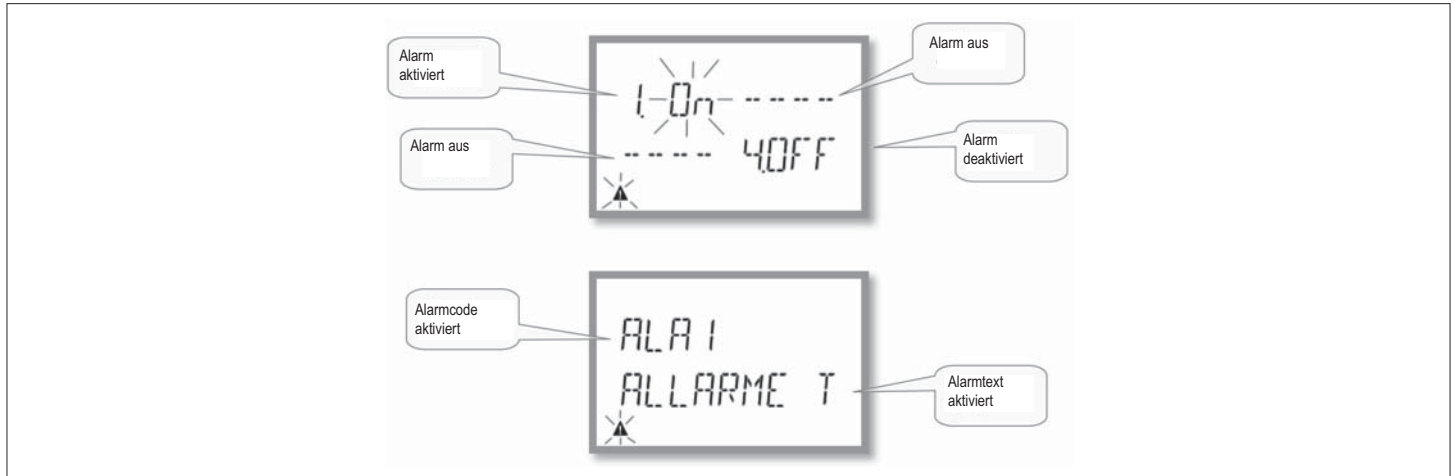 Alarm
aktiviert
Alarm aus
1. On ----
Alarm aus
---- 4.OFF
Alarm
deaktiviert
Alarmcode
aktiviert
ALA1
ALLARME T
Alarmtext
aktiviert